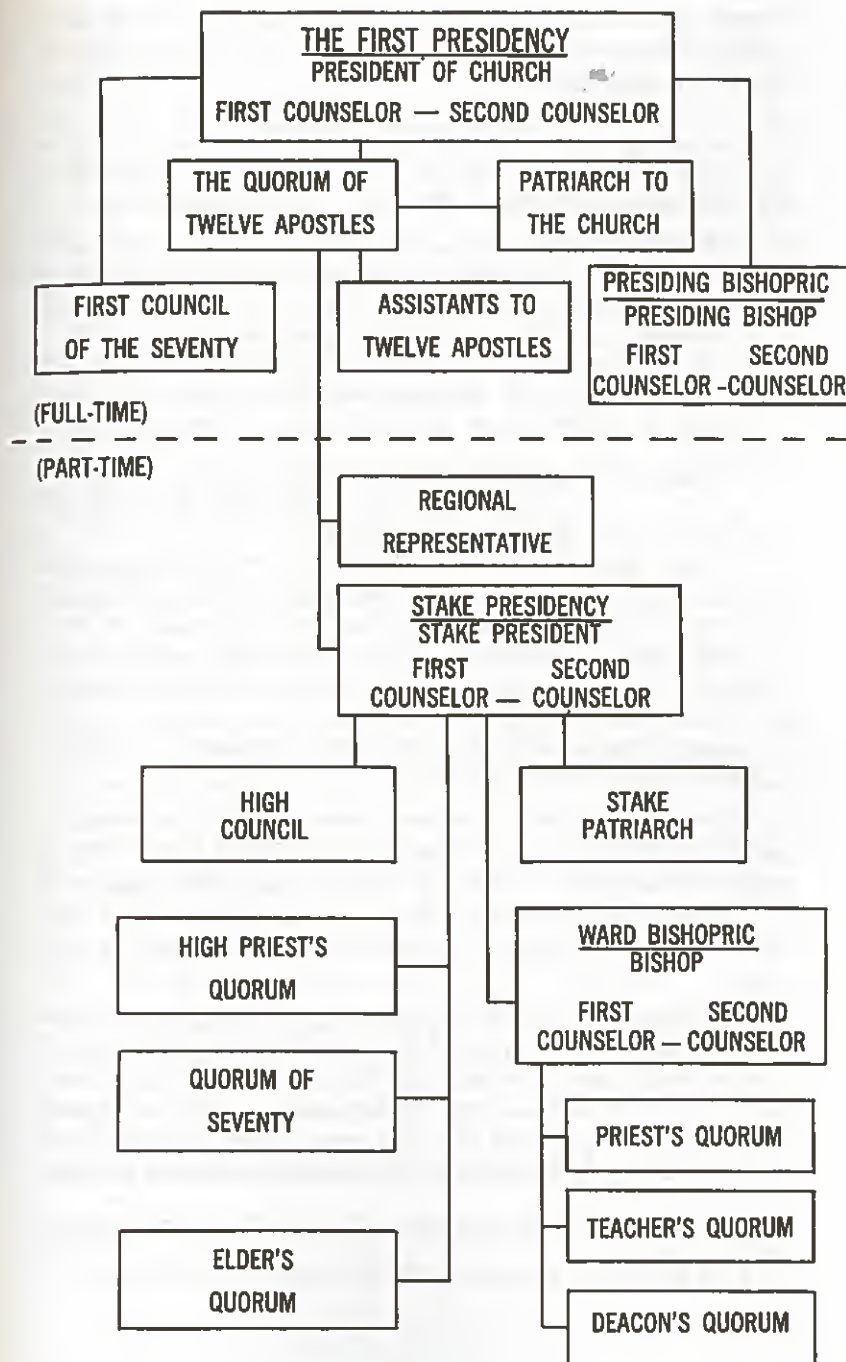 THE FIRST PRESIDENCY
PRESIDENT OF CHURCH
FIRST COUNSELOR — SECOND COUNSELOR
THE QUORUM OF
TWELVE APOSTLES
PATRIARCH TO
THE CHURCH
FIRST COUNCIL
OF THE SEVENTY
ASSISTANTS TO
TWELVE APOSTLES
PRESIDING BISHOPRIC
PRESIDING BISHOP
FIRST SECOND
COUNSELOR - COUNSELOR
(FULL-TIME)
(PART-TIME)
REGIONAL
REPRESENTATIVE
STAKE PRESIDENCY
STAKE PRESIDENT
FIRST SECOND
COUNSELOR — COUNSELOR
HIGH
COUNCIL
STAKE
PATRIARCH
HIGH PRIEST'S
QUORUM
QUORUM OF
SEVENTY
ELDER'S
QUORUM
WARD BISHOPRIC
BISHOP
FIRST SECOND
COUNSELOR — COUNSELOR
PRIEST'S QUORUM
TEACHER'S QUORUM
DEACON'S QUORUM